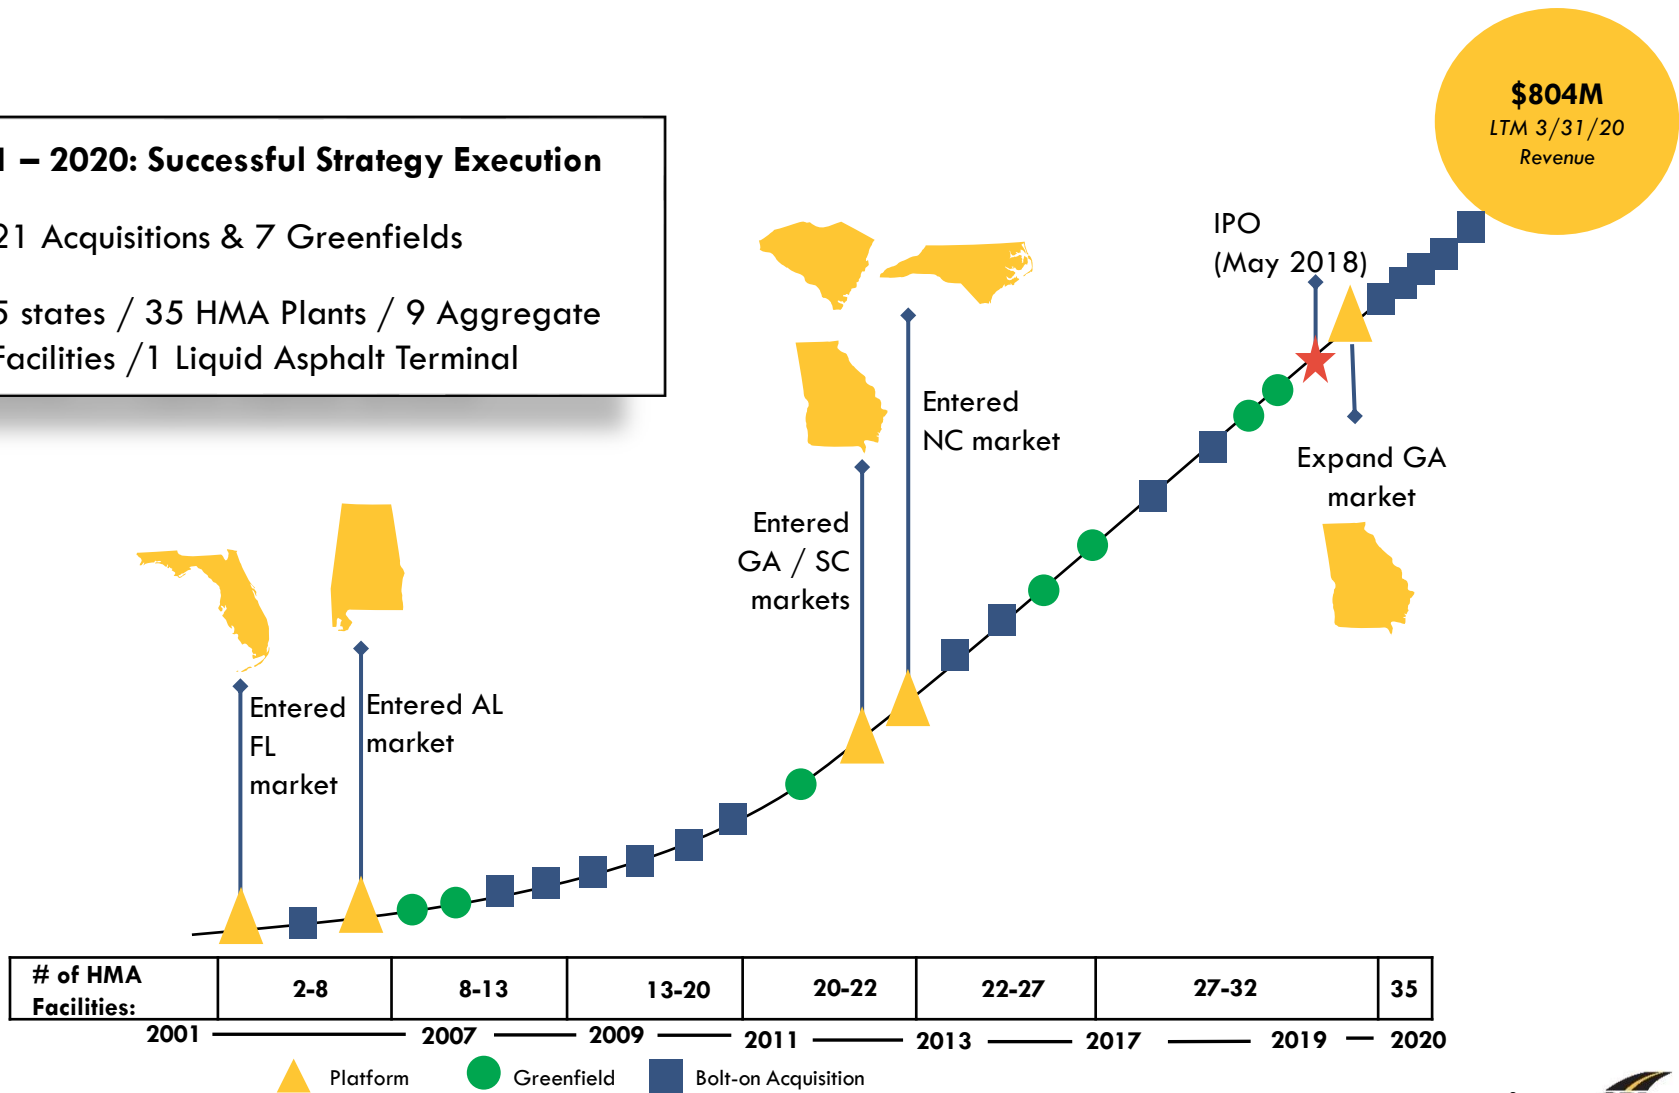 – 2020: Successful Strategy Execution
21 Acquisitions & 7 Greenfields
5 states / 35 HMA Plants / 9 Aggregate
Facilities /1 Liquid Asphalt Terminal
$804M
LTM 3/31/20
Revenue
IPO
(May 2018)
Entered
NC market
Expand GA
market
Entered
GA / SC
markets
Entered
FL
market
Entered AL
market
# of HMA
Facilities:
2-8
8-13
13-20
20-22
22-27
27-32
35
2001
2007
2009
2011
2013
2017
2019
2020
Platform
Greenfield
Bolt-on Acquisition